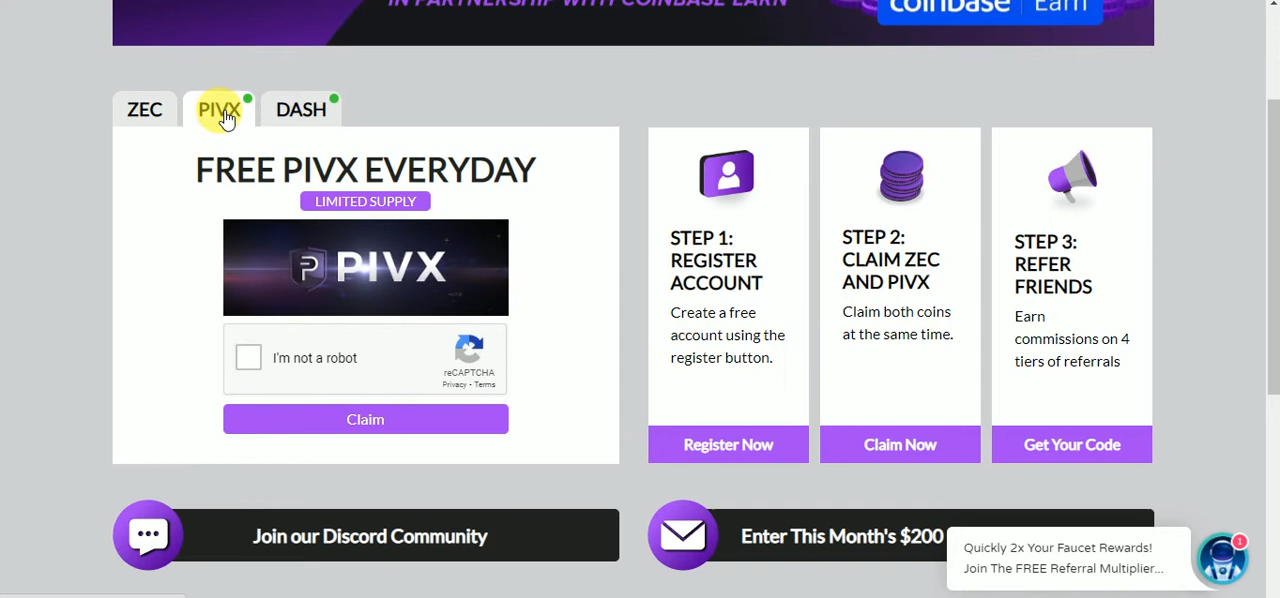 IN PARTNERSHIP WITH COINBASE EARN
coinbase | Earn
ZEC
PIVX
DASH
FREE PIVX EVERYDAY
LIMITED SUPPLY
PIVX
I'm not a robot
reCAPTCHA
Privacy - Terms
Claim
STEP 1:
REGISTER
ACCOUNT
Create a free
account using the
register button.
Register Now
STEP 2:
CLAIM ZEC
AND PIVX
Claim both coins
at the same time.
Claim Now
STEP 3:
REFER
FRIENDS
Earn
commissions on 4
tiers of referrals
Get Your Code
Join our Discord Community
Enter This Month's $200
Quickly 2x Your Faucet Rewards!
Join The FREE Referral Multiplier...
1